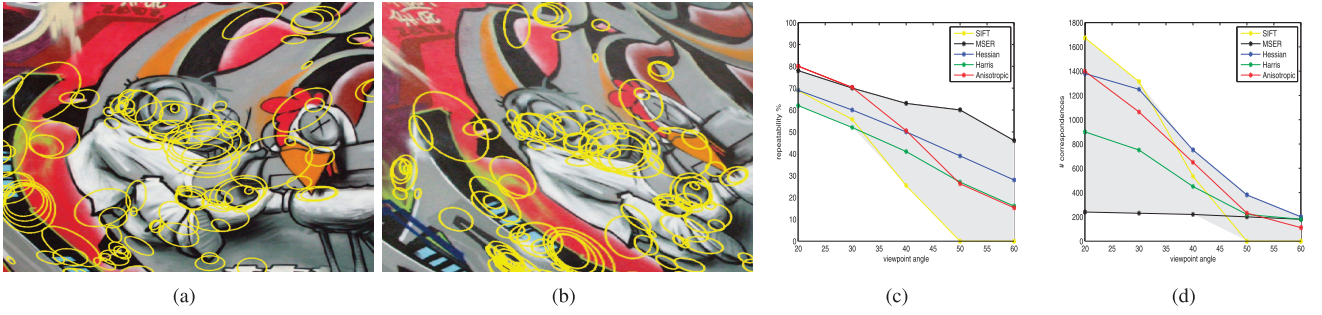 100
90
80
70
60
50
40
30
20
10
0
repeatability %
20 25 30 35 40 45 50 55 60
viewpoint angle
SIFT
MSER
Hessian
Harris
Anisotropic
1800
1600
1400
1200
1000
800
600
400
200
0
# correspondences
20 25 30 35 40 45 50 55 60
viewpoint angle
SIFT
MSER
Hessian
Harris
Anisotropic
(a) (b) (c) (d)